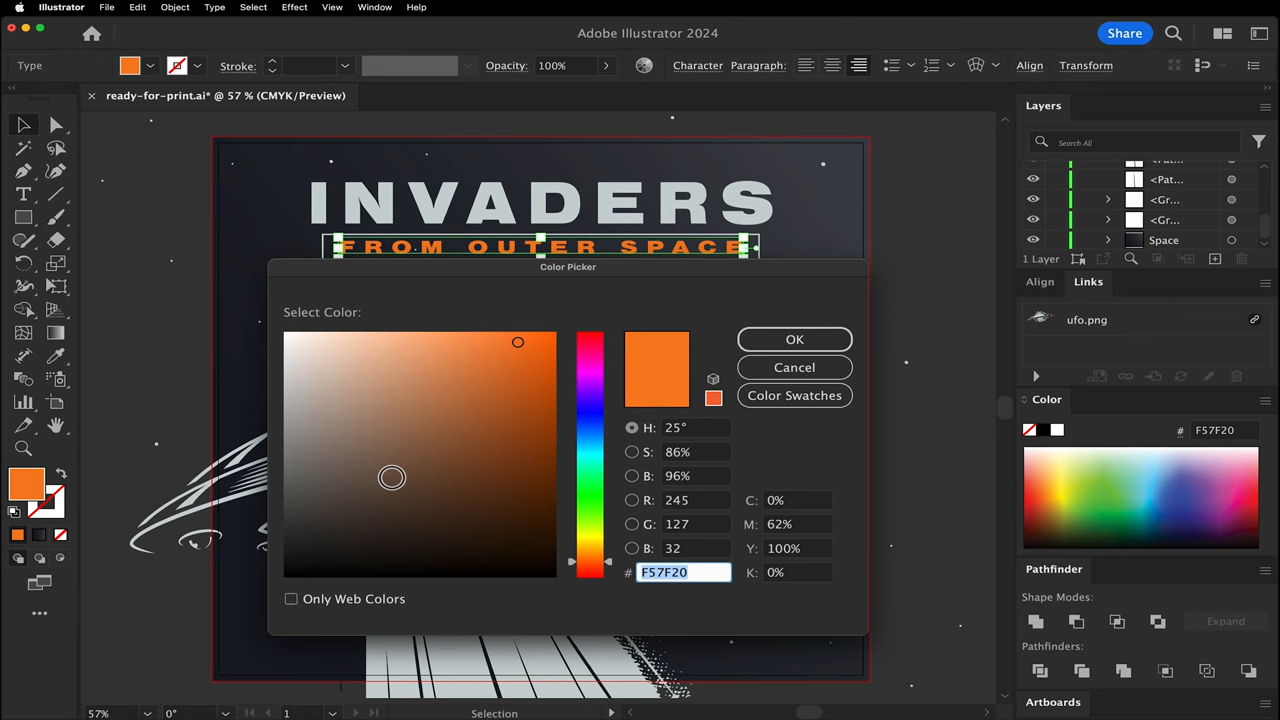 Illustrator File Edit Object Type Select Effect View Window Help
Adobe Illustrator 2024
Share
Type
Stroke:
Opacity: 100%
Character
Paragraph:
Align
Transform
ready-for-print.ai* @ 57 % (CMYK/Preview)
INVADERS
FROM OUTER SPACE
Color Picker
Select Color:
OK
Cancel
Color Swatches
H: 25°
S: 86%
B: 96%
R: 245
G: 127
B: 32
# F57F20
C: 0%
M: 62%
Y: 100%
K: 0%
Only Web Colors
Layers
Search All
<Pat...
<Pat...
<Gr...
<Gr...
Space
1 Layer
Align Links
ufo.png
Color
# F57F20
Pathfinder
Shape Modes:
Expand
Pathfinders:
Artboards
57%
0°
1
Selection